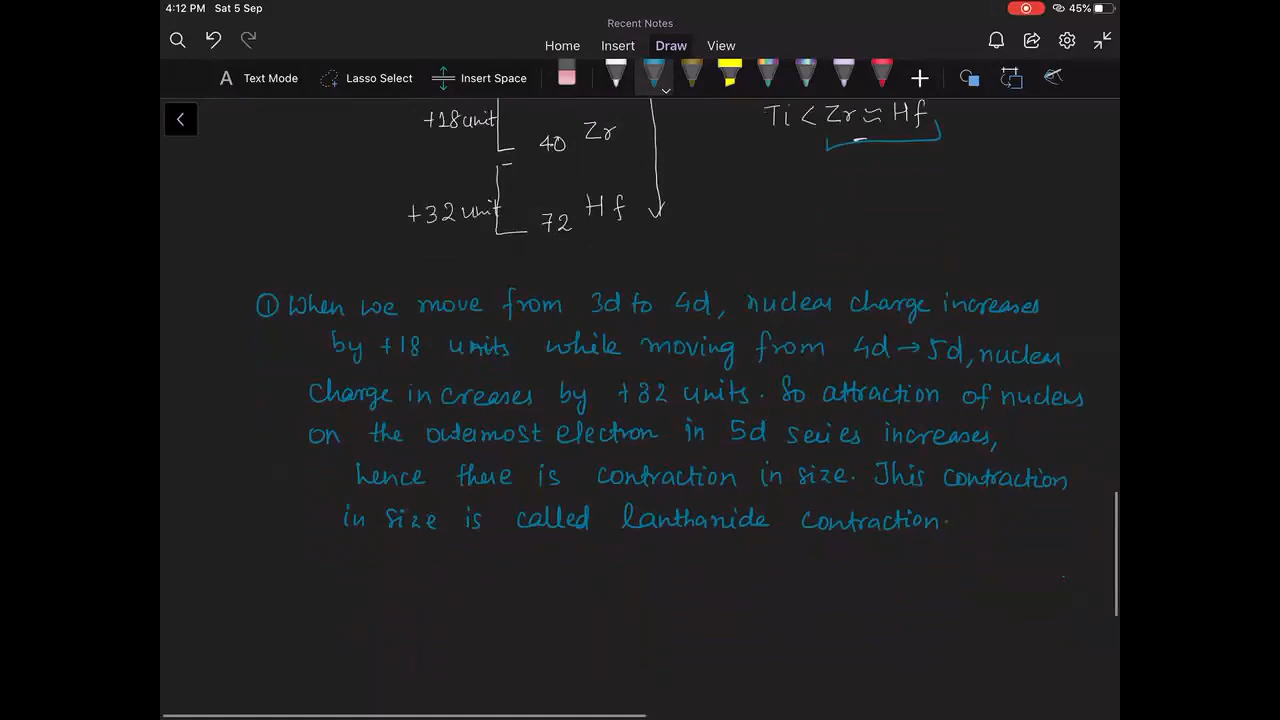 4:12 PM Sat 5 Sep
45%
Recent Notes
Home Insert Draw View
A Text Mode Lasso Select Insert Space
+18 unit
40 Zr
Ti < Zr ≈ Hf
+32 unit
72 Hf
① When we move from 3d to 4d, nuclear charge increases
by +18 units while moving from 4d → 5d, nuclear
charge increases by +32 units. So attraction of nucleus
on the outermost electron in 5d series increases,
hence there is contraction in size. This contraction
in size is called lanthanide contraction.